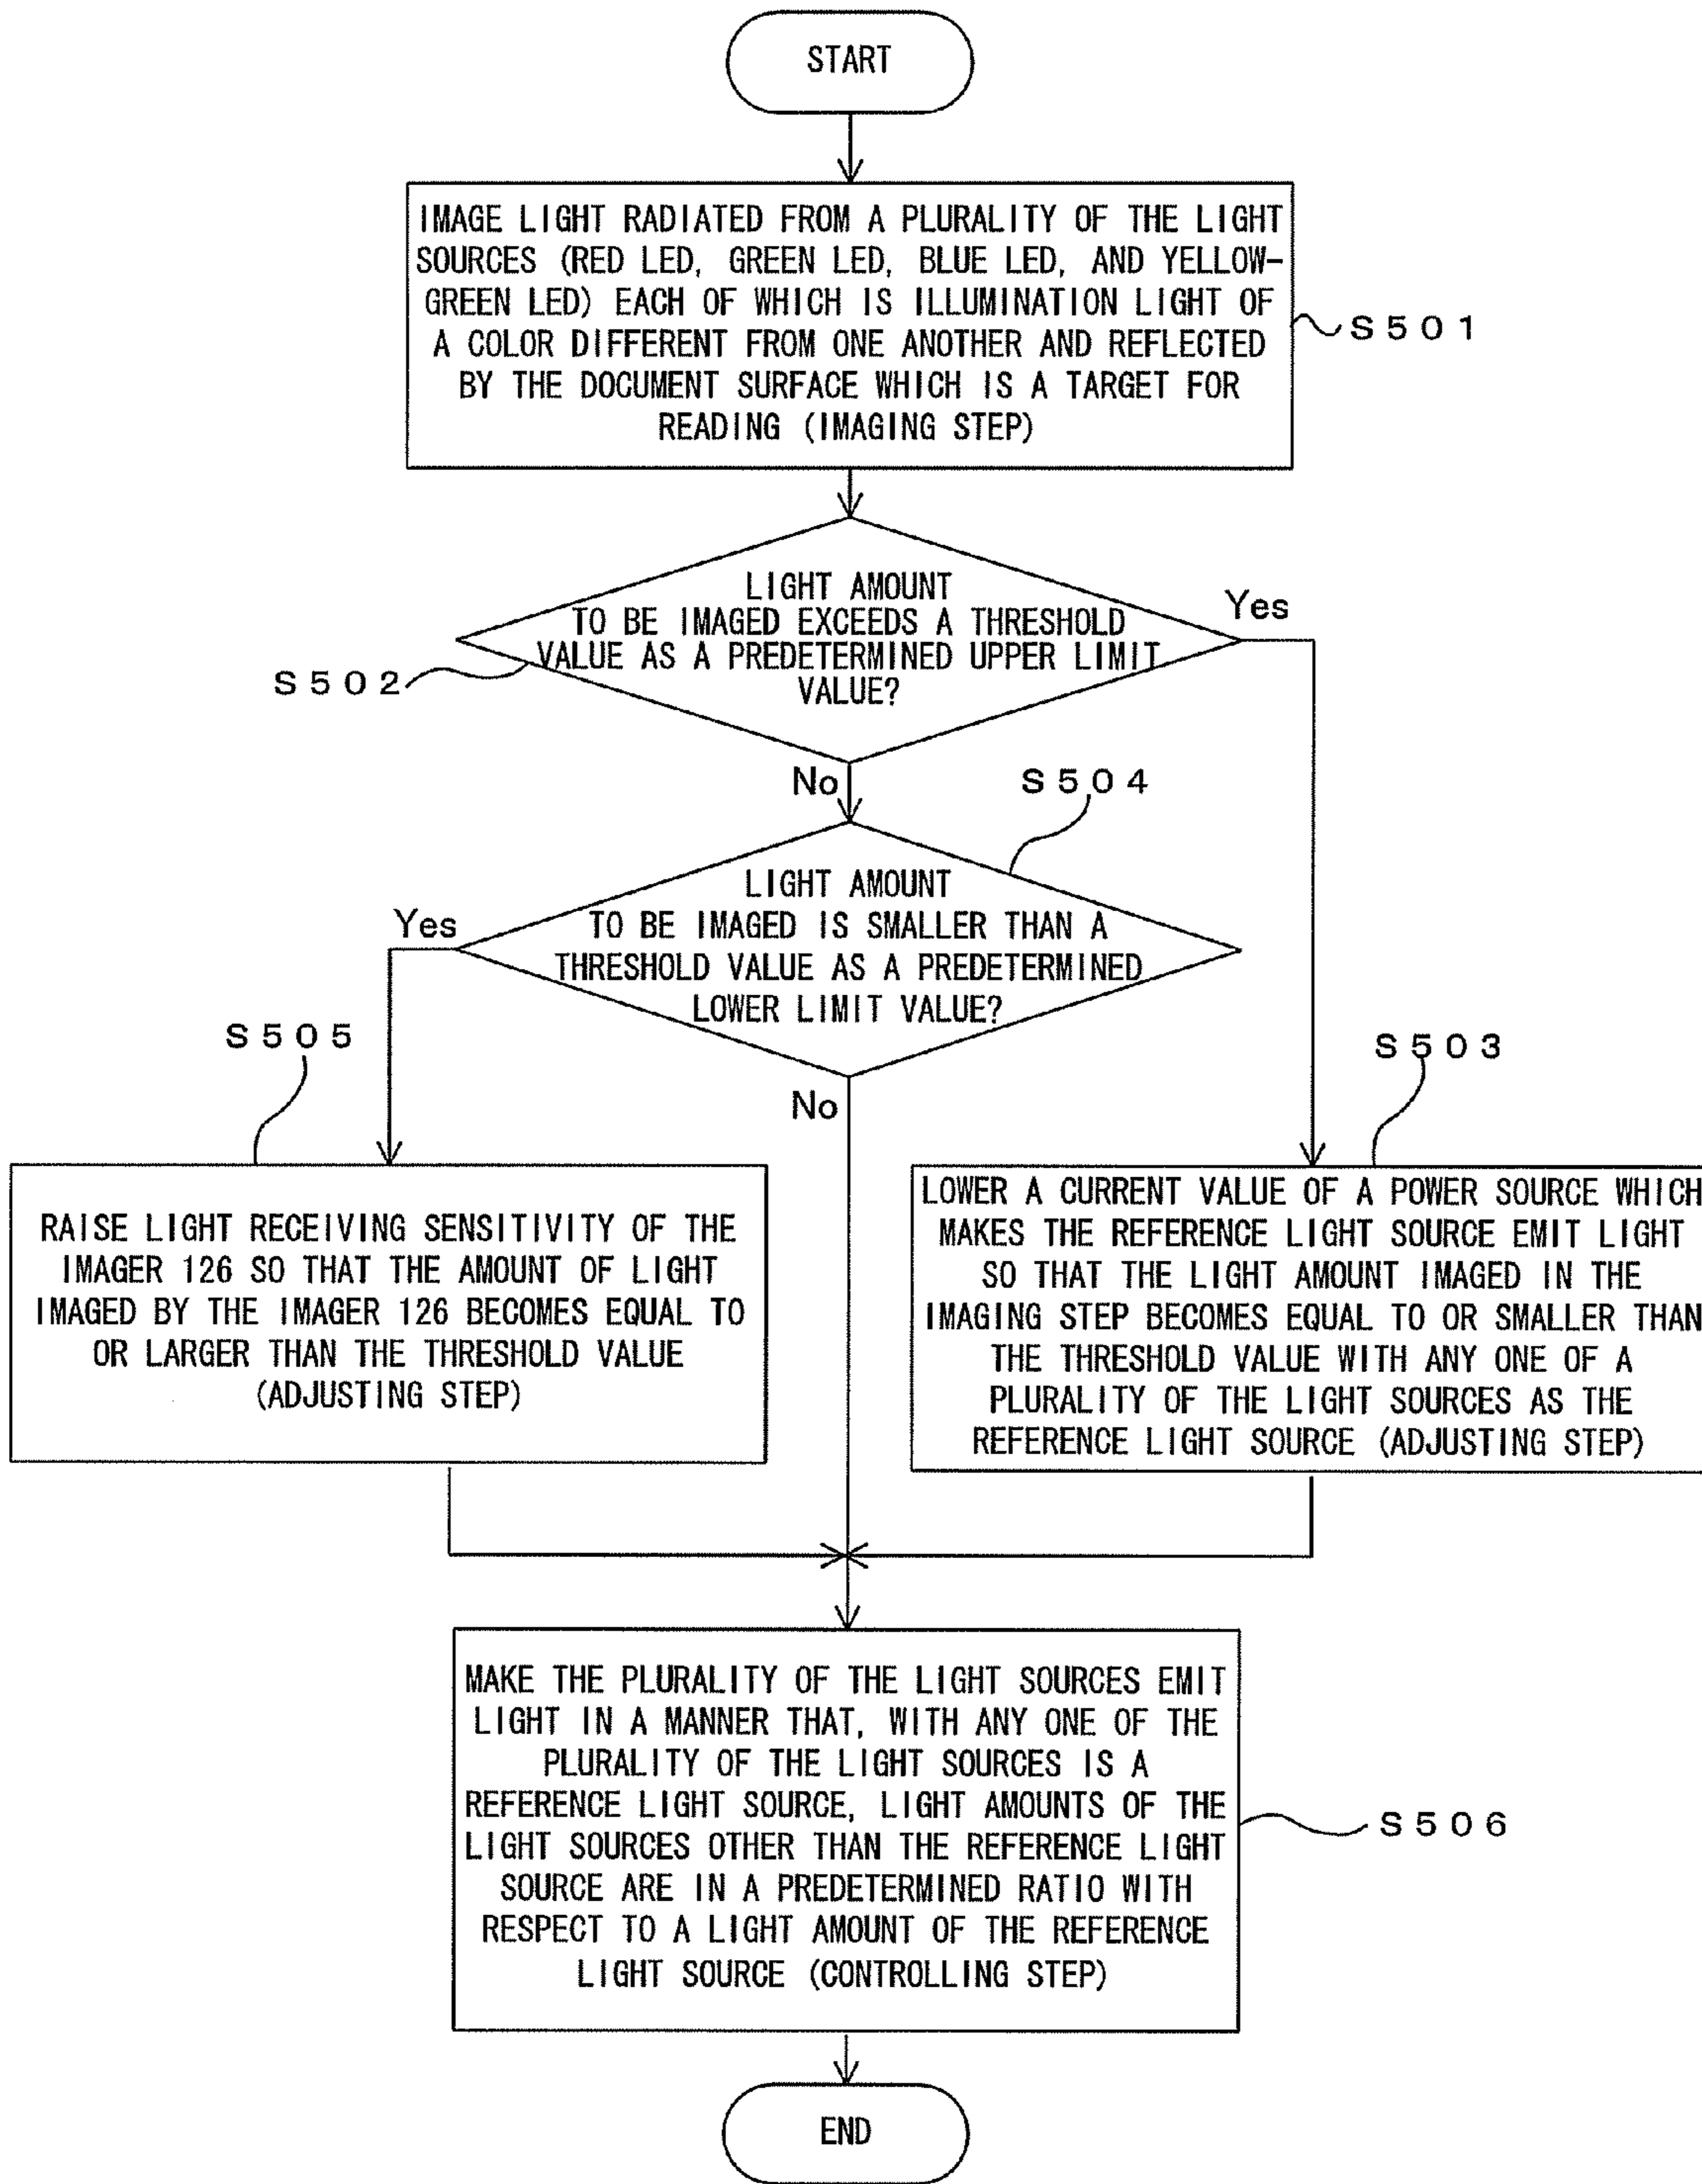 START
IMAGE LIGHT RADIATED FROM A PLURALITY OF THE LIGHT
SOURCES (RED LED, GREEN LED, BLUE LED, AND YELLOW-
GREEN LED) EACH OF WHICH IS ILLUMINATION LIGHT OF
A COLOR DIFFERENT FROM ONE ANOTHER AND REFLECTED
BY THE DOCUMENT SURFACE WHICH IS A TARGET FOR
READING (IMAGING STEP)
S501
LIGHT AMOUNT
TO BE IMAGED EXCEEDS A THRESHOLD
VALUE AS A PREDETERMINED UPPER LIMIT
VALUE?
Yes
S502
No
S504
LIGHT AMOUNT
TO BE IMAGED IS SMALLER THAN A
THRESHOLD VALUE AS A PREDETERMINED
LOWER LIMIT VALUE?
Yes
No
S505
RAISE LIGHT RECEIVING SENSITIVITY OF THE
IMAGER 126 SO THAT THE AMOUNT OF LIGHT
IMAGED BY THE IMAGER 126 BECOMES EQUAL TO
OR LARGER THAN THE THRESHOLD VALUE
(ADJUSTING STEP)
S503
LOWER A CURRENT VALUE OF A POWER SOURCE WHICH
MAKES THE REFERENCE LIGHT SOURCE EMIT LIGHT
SO THAT THE LIGHT AMOUNT IMAGED IN THE
IMAGING STEP BECOMES EQUAL TO OR SMALLER THAN
THE THRESHOLD VALUE WITH ANY ONE OF A
PLURALITY OF THE LIGHT SOURCES AS THE
REFERENCE LIGHT SOURCE (ADJUSTING STEP)
MAKE THE PLURALITY OF THE LIGHT SOURCES EMIT
LIGHT IN A MANNER THAT, WITH ANY ONE OF THE
PLURALITY OF THE LIGHT SOURCES IS A
REFERENCE LIGHT SOURCE, LIGHT AMOUNTS OF THE
LIGHT SOURCES OTHER THAN THE REFERENCE LIGHT
SOURCE ARE IN A PREDETERMINED RATIO WITH
RESPECT TO A LIGHT AMOUNT OF THE REFERENCE
LIGHT SOURCE (CONTROLLING STEP)
S506
END